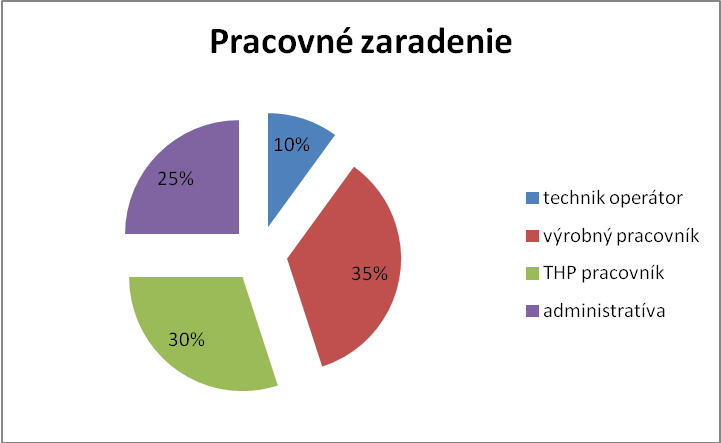 Pracovné zaradenie
10%
25%
35%
30%
technik operátor
výrobný pracovník
THP pracovník
administratíva